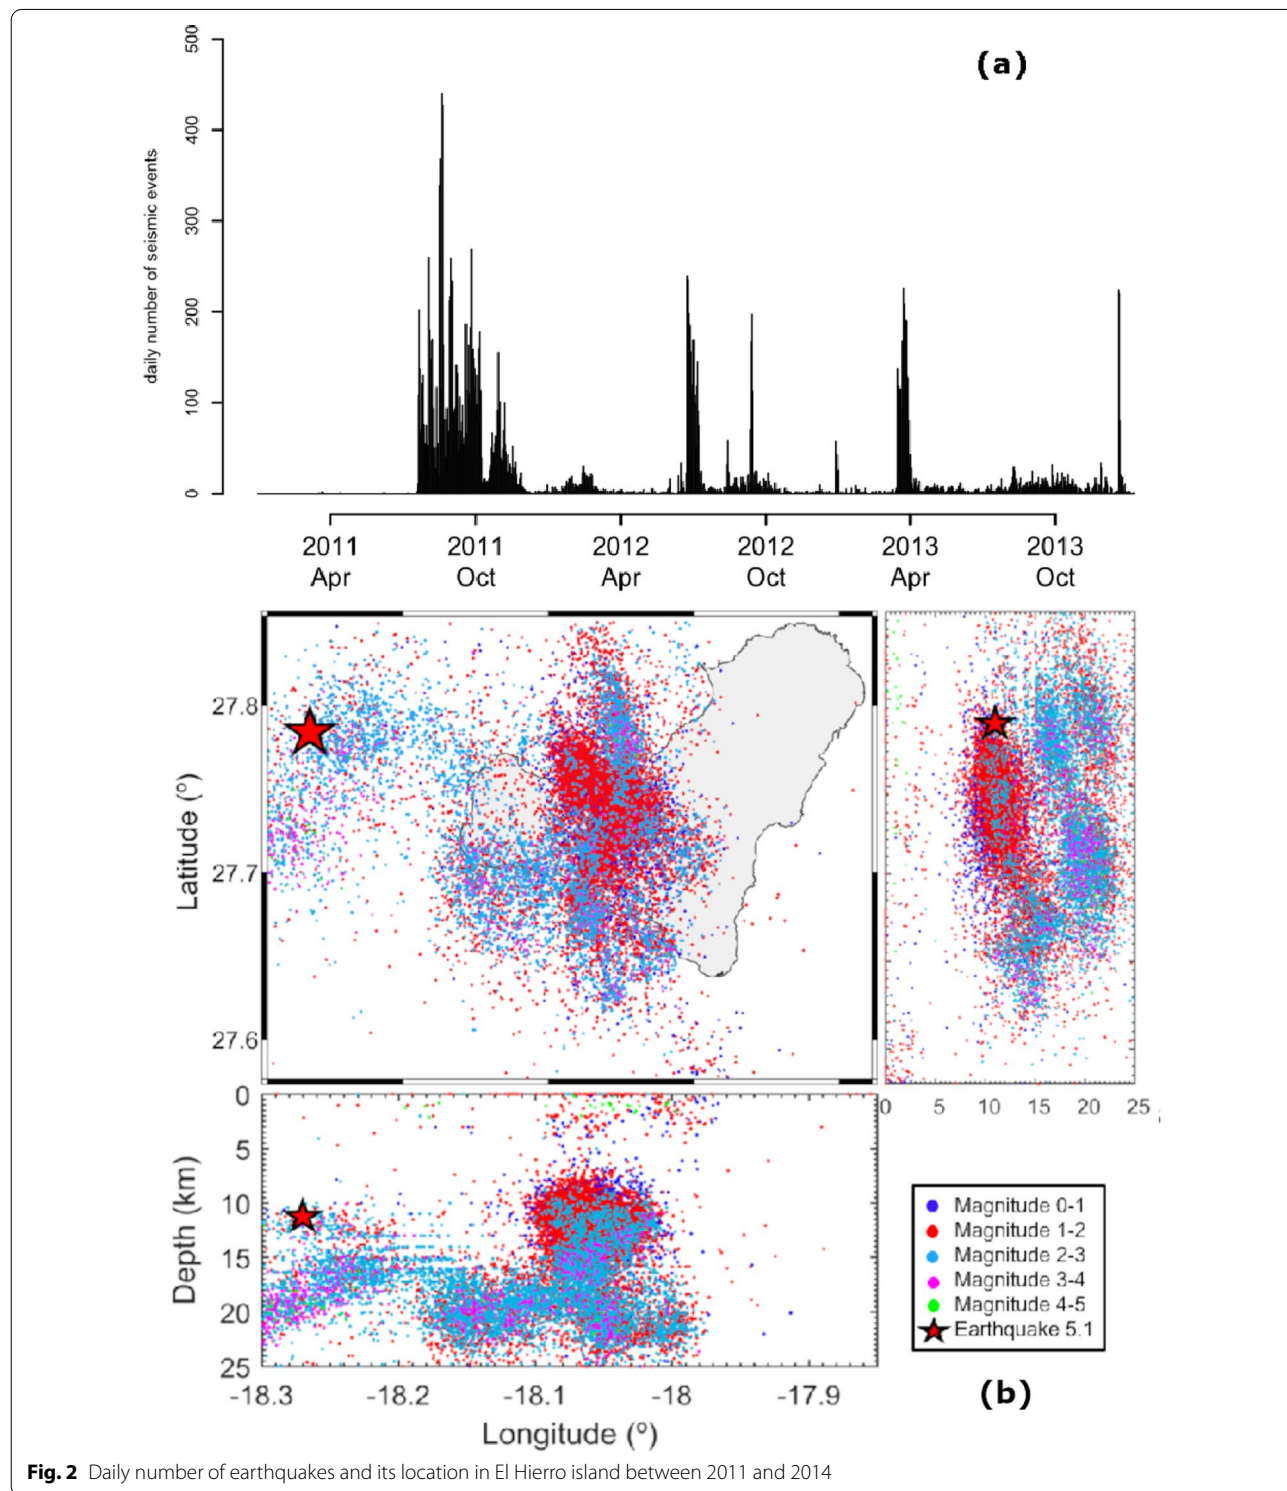 (a)
daily number of seismic events
500
400
300
200
100
0
2011 2011 2012 2012 2013 2013
Apr Oct Apr Oct Apr Oct
Latitude (º)
27.8
27.7
27.6
0 5 10 15 20 25
Depth (km)
0
5
10
15
20
25
-18.3 -18.2 -18.1 -18 -17.9
Longitude (º)
Magnitude 0-1
Magnitude 1-2
Magnitude 2-3
Magnitude 3-4
Magnitude 4-5
Earthquake 5.1
(b)
Fig. 2 Daily number of earthquakes and its location in El Hierro island between 2011 and 2014